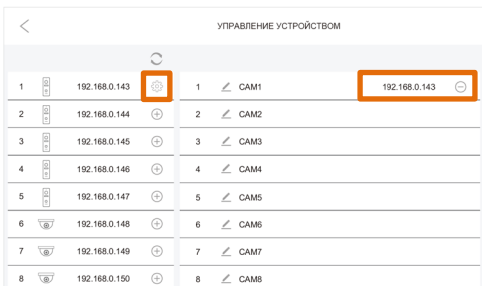 УПРАВЛЕНИЕ УСТРОЙСТВОМ
1 192.168.0.143 1 CAM1 192.168.0.143
2 192.168.0.144 2 CAM2
3 192.168.0.145 3 CAM3
4 192.168.0.146 4 CAM4
5 192.168.0.147 5 CAM5
6 192.168.0.148 6 CAM6
7 192.168.0.149 7 CAM7
8 192.168.0.150 8 CAM8